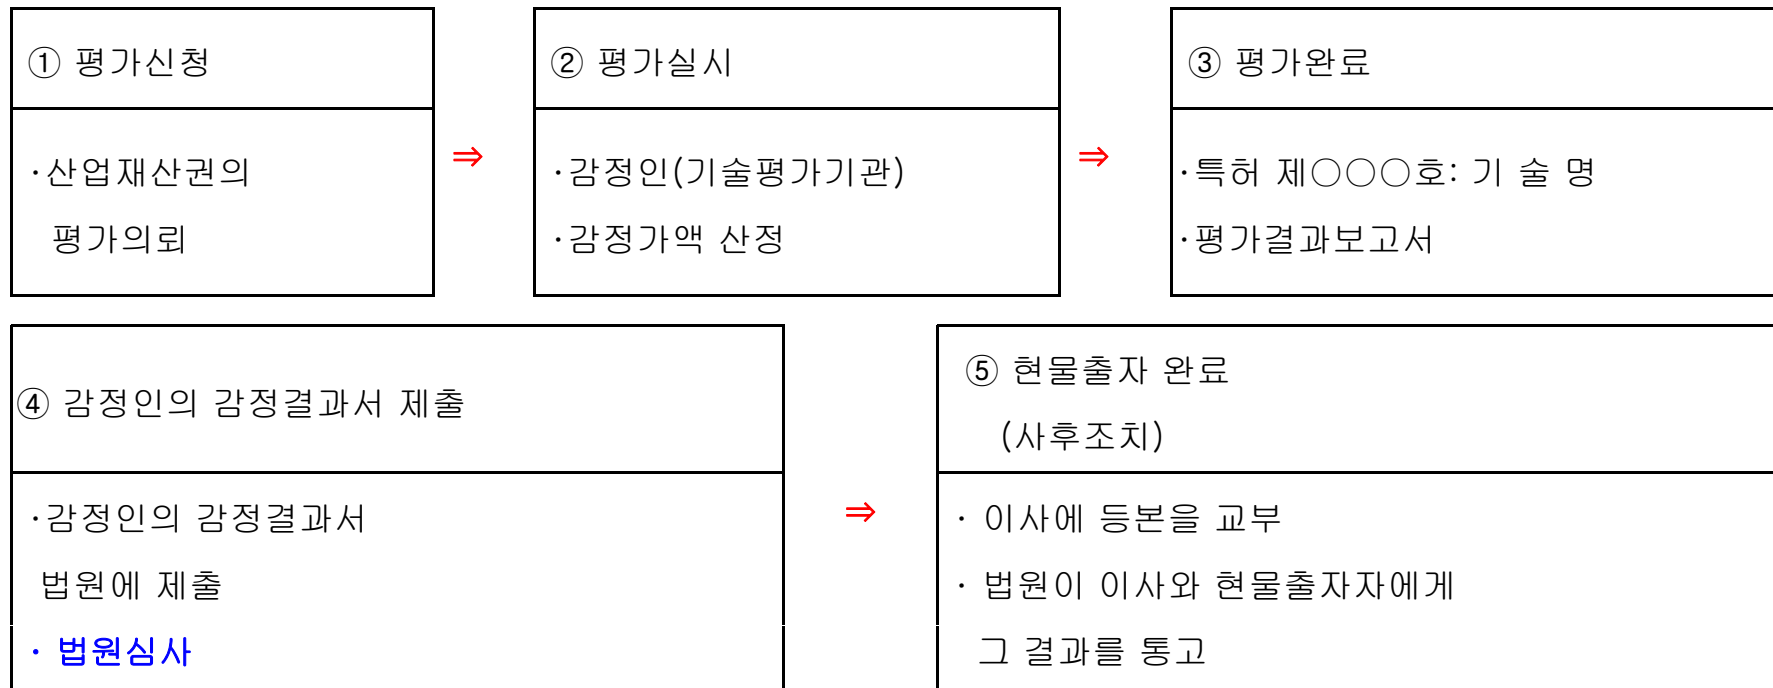 ① 평가신청
·산업재산권의
평가의뢰
⇒
② 평가실시
·감정인(기술평가기관)
·감정가액 산정
⇒
③ 평가완료
·특허 제○○○호: 기 술 명
·평가결과보고서
④ 감정인의 감정결과서 제출
·감정인의 감정결과서
법원에 제출
· 법원심사
⇒
⑤ 현물출자 완료
(사후조치)
· 이사에 등본을 교부
· 법원이 이사와 현물출자자에게
그 결과를 통고